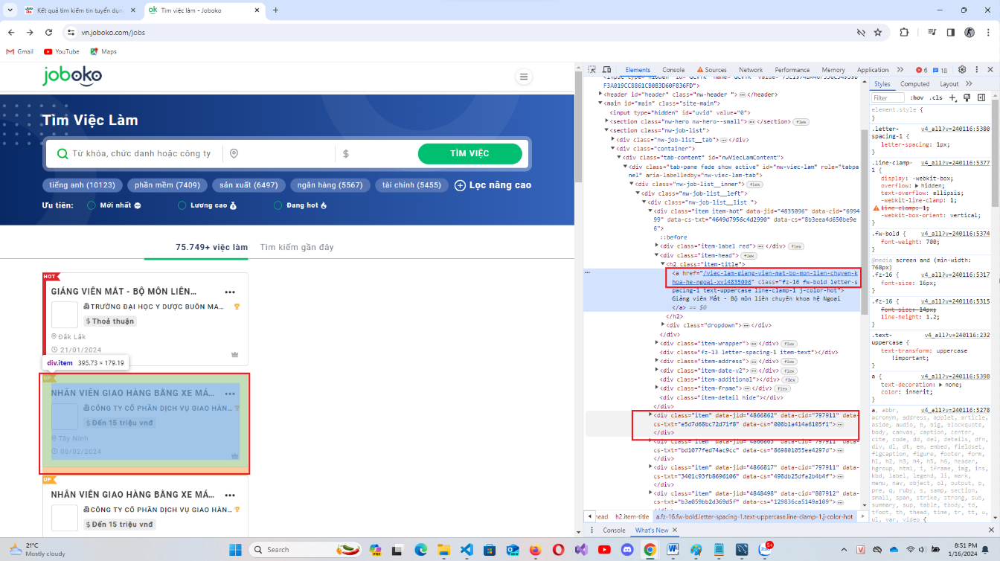 Kết quả tìm kiếm tin tuyển dụn
Tìm việc làm - Joboko
vn.joboko.com/jobs
Gmail
YouTube
Maps
joboko
Tìm Việc Làm
Từ khóa, chức danh hoặc công ty
$
TÌM VIỆC
tiếng anh (10123)
phần mềm (7409)
sản xuất (6497)
ngân hàng (5567)
tài chính (5455)
Lọc nâng cao
Ưu tiên:
Mới nhất
Lương cao
Đang hot
75.749+ việc làm
Tìm kiếm gần đây
HOT
GIẢNG VIÊN MẮT - BỘ MÔN LIÊN...
TRƯỜNG ĐẠI HỌC Y DƯỢC BUÔN MA...
$ Thoả thuận
Đắk Lắk
21/01/2024
div.item 395.73 × 179.19
UP
NHÂN VIÊN GIAO HÀNG BẰNG XE MÁ...
CÔNG TY CỔ PHẦN DỊCH VỤ GIAO HÀN...
$ Đến 15 triệu vnđ
Tây Ninh
08/02/2024
UP
NHÂN VIÊN GIAO HÀNG BẰNG XE MÁ...
CÔNG TY CỔ PHẦN DỊCH VỤ GIAO HÀN...
$ Đến 15 triệu vnđ
Elements Console Sources Network Performance Memory Application 6 18
F3A019CC8861CB0B3D60F836FD">
<header id="header" class="nw-header ">…</header>
<main id="main" class="site-main">
<input type="hidden" id="uvid" value="0">
<section class="nw-hero nw-hero--small">…</section> flex
<section class="nw-job-list">
<div class="nw-job-list__tab">…</div>
<div class="container">
<div class="tab-content" id="nwViecLamContent">
<div class="tab-pane fade show active" id="nw-viec-lam" role="tabpa
nel" aria-labelledby="nw-viec-lam-tab">
<div class="nw-job-list__inner"> flex
<div class="nw-job-list__left">
<div class="nw-job-list__list ">
<div class="item item-hot" data-jid="4835096" data-cid="6994
99" data-cs-txt="4649d7956c4d2990" data-cs="8b3eea4d650be9e
6">
::before
<div class="item-label red">…</div> flex
<div class="item-head"> flex
<h2 class="item-title">
<a href="/viec-lam-giang-vien-mat-bo-mon-lien-chuyen-k
hoa-he-ngoai-xvi4835096" class="fz-16 fw-bold letter-s
pacing-1 text-uppercase line-clamp-1 j-color-hot">
Giảng viên Mắt - Bộ môn liên chuyên khoa hệ Ngoại
</a> == $0
</h2>
<div class="dropdown">…</div>
</div>
<div class="item-wrapper">…</div> flex
<div class="fz-13 letter-spacing-1 item-text"></div>
<div class="item-address">…</div> flex
<div class="item-date-v2">…</div> flex
<div class="item-additional"></div> flex
<div class="item-frame">…</div> flex
<div class="item-detail hide"></div>
</div>
<div class="item" data-jid="4866862" data-cid="797911" data-
cs-txt="e5d7d68bc72d71f8" data-cs="008b1a414a6105f1">…
</div>
<div class="item" data-jid="4866863" data-cid="797911" data-
cs-txt="bd1077fed74ac9cc" data-cs="869801055ee4297d">…
</div>
<div class="item" data-jid="4866817" data-cid="797911" data-
cs-txt="3401c93fb8696106" data-cs="498db25dfa2b4b4f">…
</div>
<div class="item" data-jid="4848498" data-cid="807912" data-
cs-txt="b3a059bb2d369d5f" data-cs="129836ca5149a109">…
head h2.item-title a.fz-16.fw-bold.letter-spacing-1.text-uppercase.line-clamp-1.j-color-hot
Console What's New
Styles Computed Layout
Filter :hov .cls
element.style {
}
.letter-spacing-1 { v4_all?v=240116:5380
letter-spacing: 1px;
}
.line-clamp-1 { v4_all?v=240116:5377
display: -webkit-box;
overflow: hidden;
text-overflow: ellipsis;
-webkit-line-clamp: 1;
line-clamp: 1;
-webkit-box-orient: vertical;
}
.fw-bold { v4_all?v=240116:5374
font-weight: 700;
}
@media screen and (min-width:
768px)
.fz-16 { v4_all?v=240116:5317
font-size: 16px;
}
.fz-16 { v4_all?v=240116:5315
font-size: 14px;
line-height: 1.2;
}
.text-uppercase { v4_all?v=240116:232
text-transform: uppercase
!important;
}
a { v4_all?v=240116:5398
text-decoration: none;
color: inherit;
}
a, abbr, v4_all?v=240116:5278
acronym, address, applet, article,
aside, audio, b, big, blockquote,
body, canvas, caption, center,
cite, code, dd, del, details, dfn,
div, dl, dt, em, embed, fieldset,
figcaption, figure, footer, form,
h1, h2, h3, h4, h5, h6, header,
hgroup, html, i, iframe, img, ins,
kbd, label, legend, li, mark,
menu, nav, object, ol, output, p,
pre, q, ruby, s, samp, section,
small, span, strike, strong, sub,
summary, sup, table, tbody, td,
tfoot, th, thead, time, tr, tt, u,
ul, var, video {
21°C
Mostly cloudy
Search
8:51 PM
1/16/2024